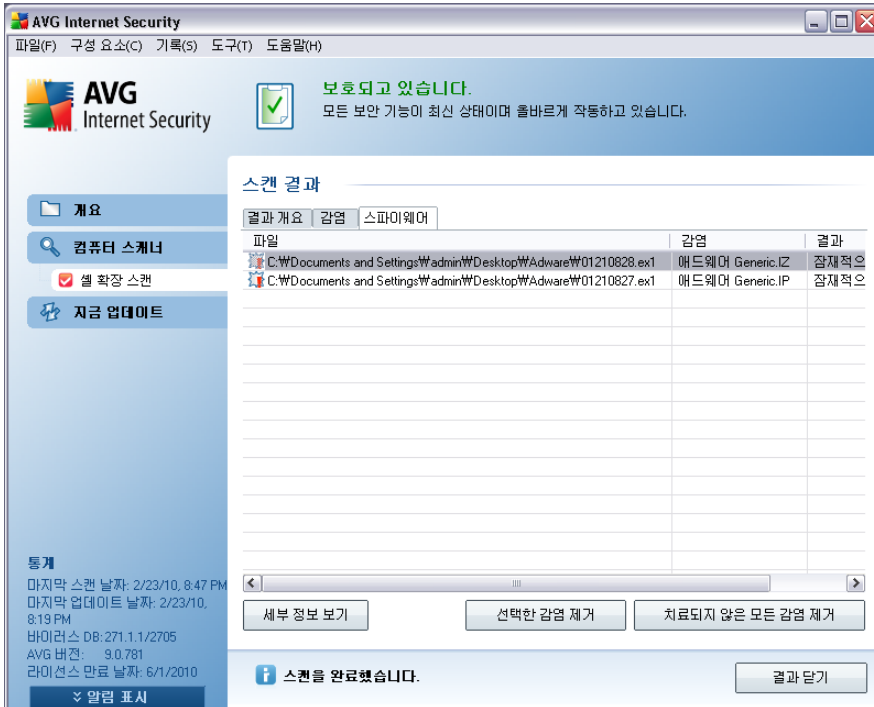 AVG Internet Security
파일(F) 구성 요소(C) 기록(S) 도구(T) 도움말(H)
AVG
Internet Security
보호되고 있습니다.
모든 보안 기능이 최신 상태이며 올바르게 작동하고 있습니다.
개요
컴퓨터 스캐너
셸 확장 스캔
지금 업데이트
스캔 결과
결과 개요 감염 스파이웨어
파일 감염 결과
C:₩Documents and Settings₩admin₩Desktop₩Adware₩01210828.ex1 애드웨어 Generic.IZ 잠재적으
C:₩Documents and Settings₩admin₩Desktop₩Adware₩01210827.ex1 애드웨어 Generic.IP 잠재적으
세부 정보 보기 선택한 감염 제거 치료되지 않은 모든 감염 제거
통계
마지막 스캔 날짜: 2/23/10, 8:47 PM
마지막 업데이트 날짜: 2/23/10,
8:19 PM
바이러스 DB: 271.1.1/2705
AVG 버전: 9.0.781
라이선스 만료 날짜: 6/1/2010
알림 표시
스캔을 완료했습니다.
결과 닫기